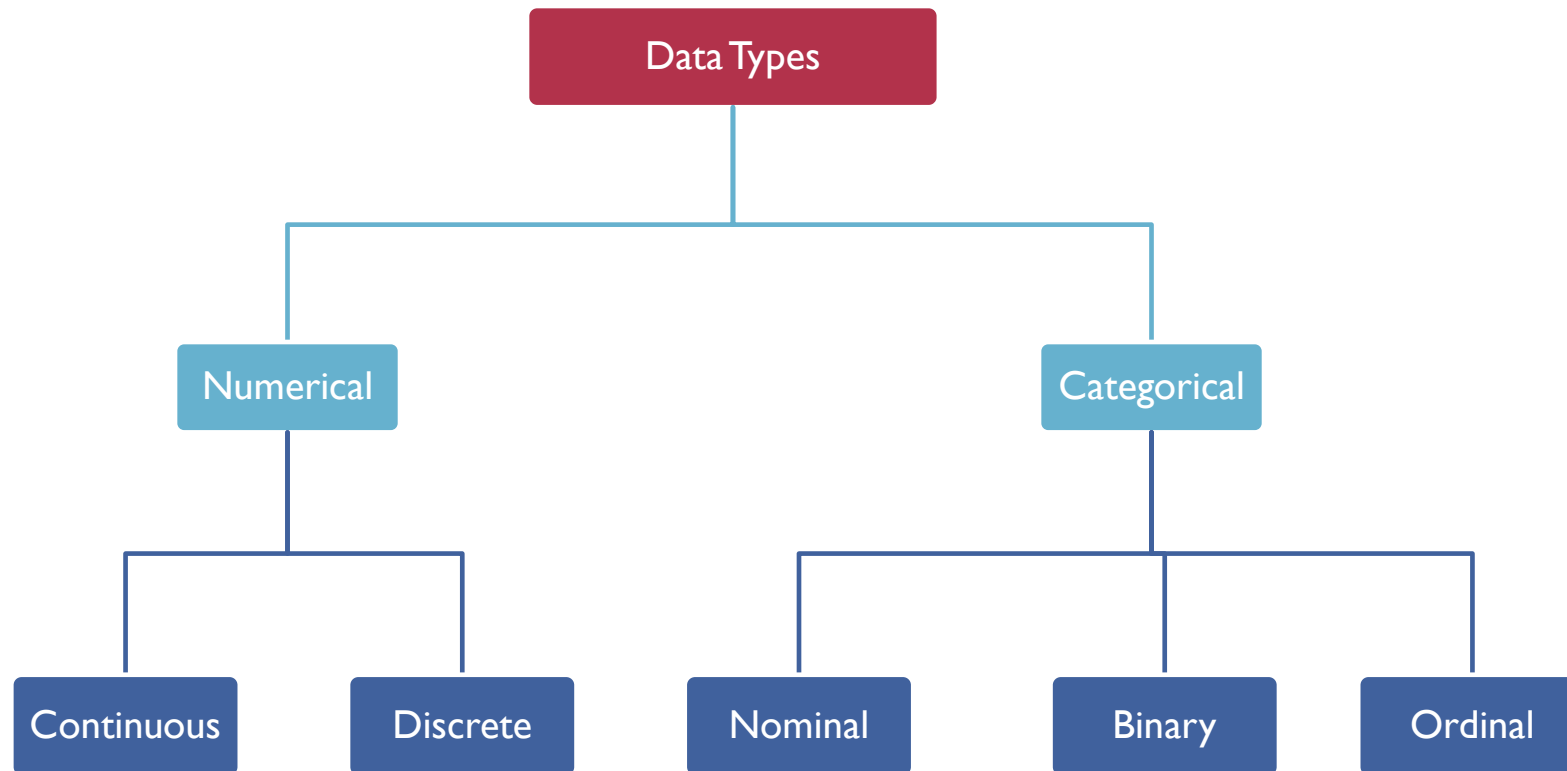 Data Types
Numerical
Categorical
Continuous
Discrete
Nominal
Binary
Ordinal